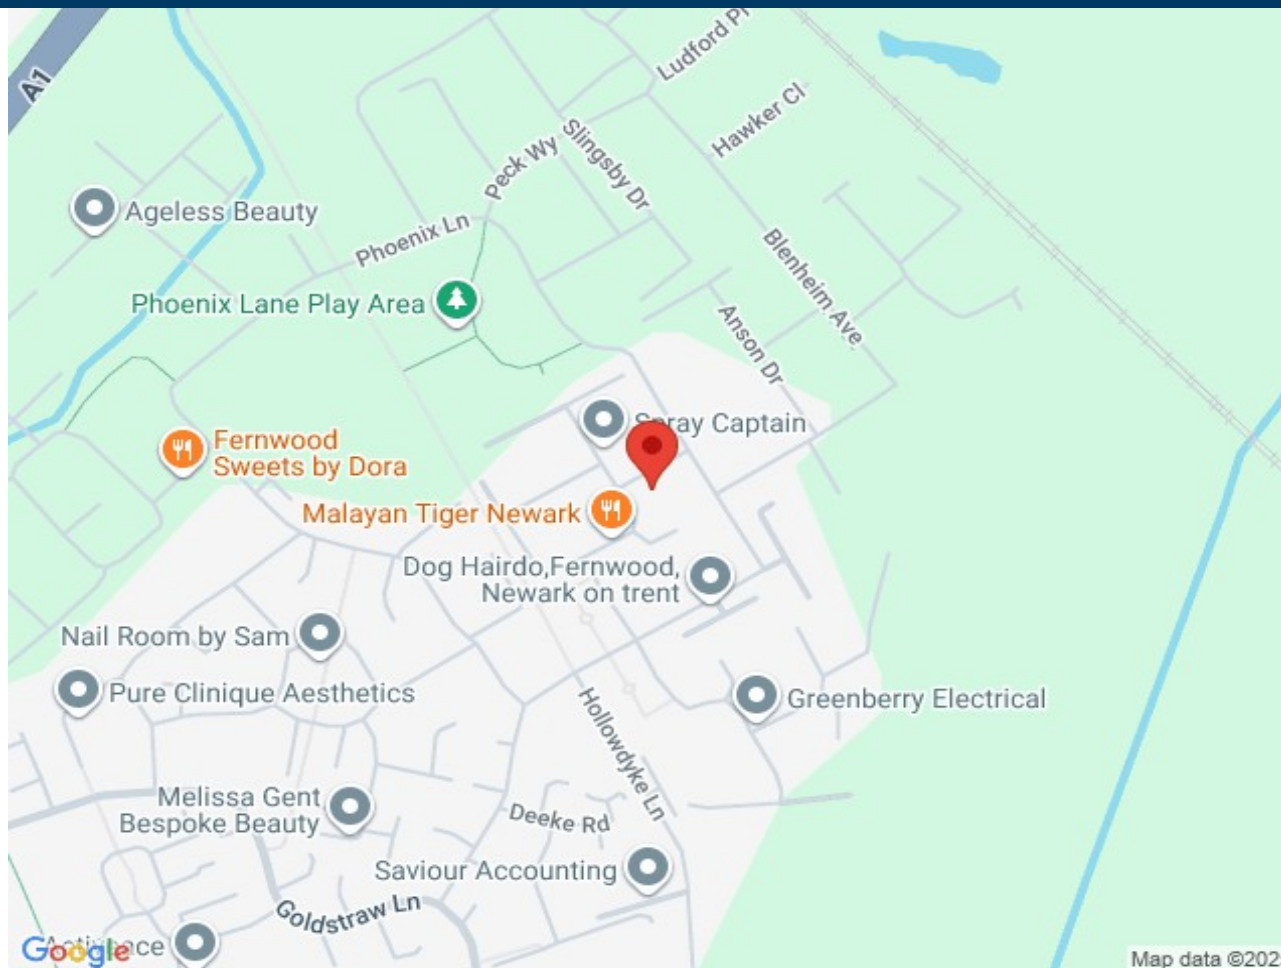 A1
Ludford Pl
Hawker Cl
Slingsby Dr
Peck Wy
Ageless Beauty
Phoenix Ln
Blenheim Ave.
Phoenix Lane Play Area
Anson Dr
Spray Captain
Fernwood
Sweets by Dora
Malayan Tiger Newark
Dog Hairdo,Fernwood,
Newark on trent
Nail Room by Sam
Pure Clinique Aesthetics
Greenberry Electrical
Hollowdyke Ln
Melissa Gent
Bespoke Beauty
Deeke Rd
Saviour Accounting
Goldstraw Ln
Google
Map data ©202